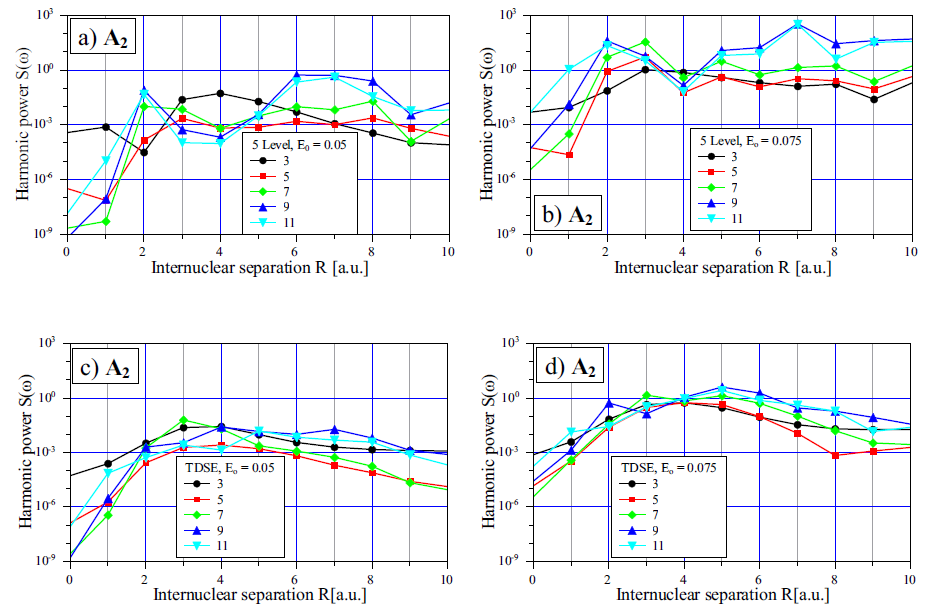 a) A₂
Harmonic power S(ω)
10³
10⁰
10⁻³
10⁻⁶
10⁻⁹
5 Level, Eₒ = 0.05
3
5
7
9
11
0 2 4 6 8 10
Internuclear separation R [a.u.]
b) A₂
Harmonic power S(ω)
10³
10⁰
10⁻³
10⁻⁶
10⁻⁹
5 Level, Eₒ = 0.075
3
5
7
9
11
0 2 4 6 8 10
Internuclear separation R [a.u.]
c) A₂
Harmonic power S(ω)
10³
10⁰
10⁻³
10⁻⁶
10⁻⁹
TDSE, Eₒ = 0.05
3
5
7
9
11
0 2 4 6 8 10
Internuclear separation R[a.u.]
d) A₂
Harmonic power S(ω)
10³
10⁰
10⁻³
10⁻⁶
10⁻⁹
TDSE, Eₒ = 0.075
3
5
7
9
11
0 2 4 6 8 10
Internuclear separation R[a.u.]